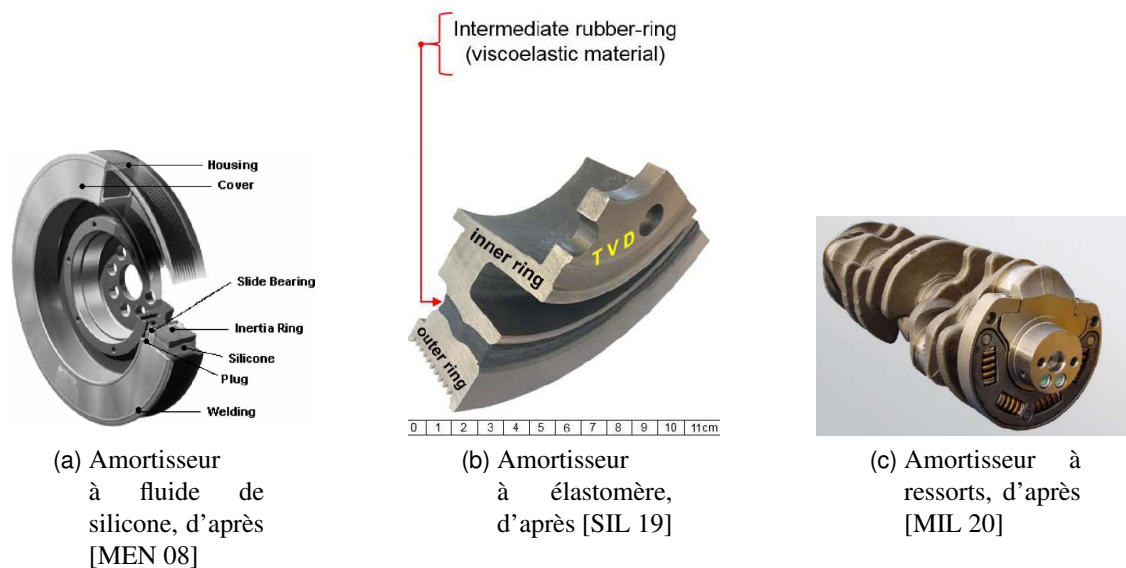 Intermediate rubber-ring
(viscoelastic material)
Housing
Cover
Slide Bearing
Inertia Ring
Silicone
Plug
Welding
inner ring
TVD
outer ring
0 1 2 3 4 5 6 7 8 9 10 11cm
(a) Amortisseur
à fluide de
silicone, d'après
[MEN 08]
(b) Amortisseur
à élastomère,
d'après [SIL 19]
(c) Amortisseur à
ressorts, d'après
[MIL 20]